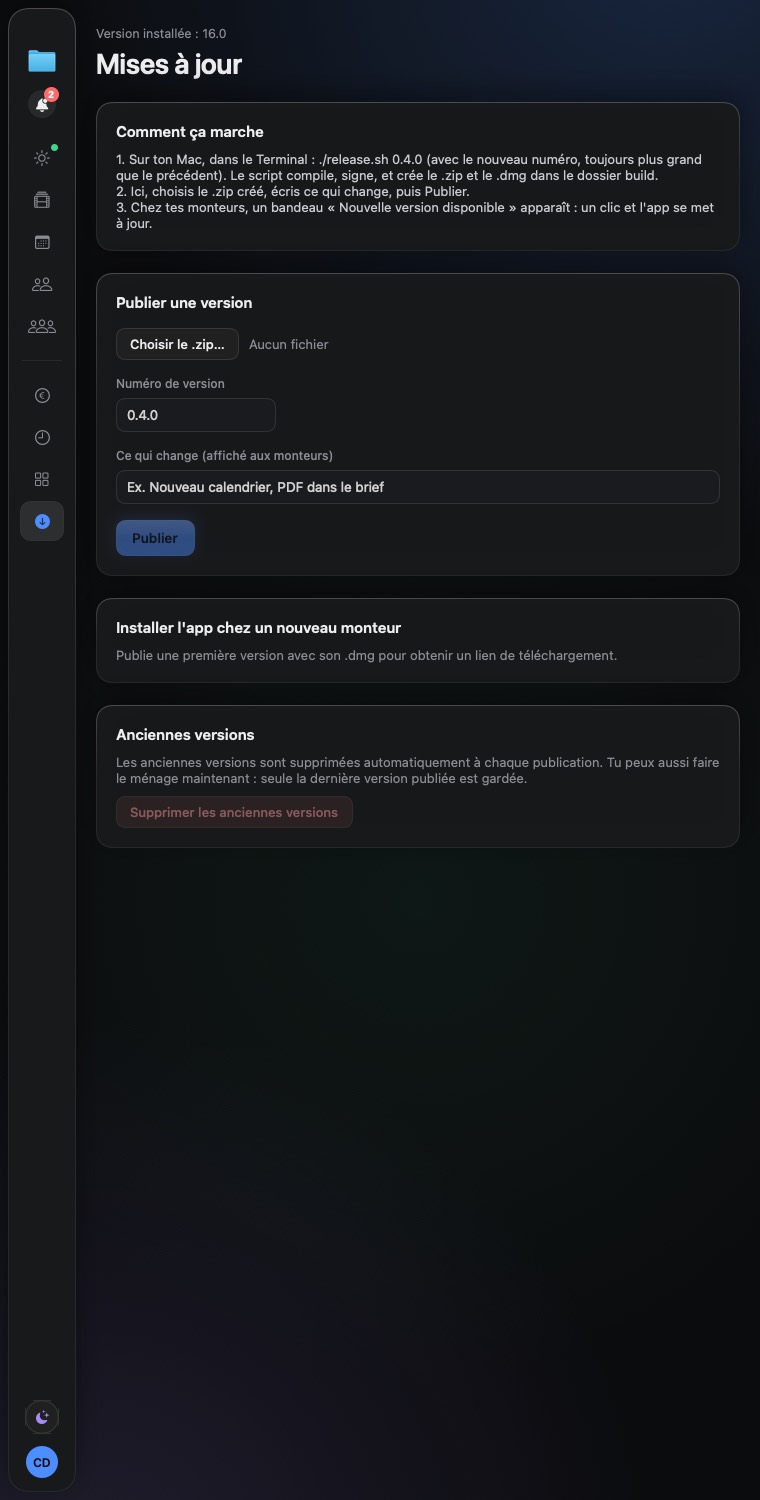 Version installée : 16.0
Mises à jour
2
Comment ça marche
1. Sur ton Mac, dans le Terminal : ./release.sh 0.4.0 (avec le nouveau numéro, toujours plus grand
que le précédent). Le script compile, signe, et crée le .zip et le .dmg dans le dossier build.
2. Ici, choisis le .zip créé, écris ce qui change, puis Publier.
3. Chez tes monteurs, un bandeau « Nouvelle version disponible » apparaît : un clic et l'app se met
à jour.
Publier une version
Choisir le .zip... Aucun fichier
Numéro de version
0.4.0
Ce qui change (affiché aux monteurs)
Ex. Nouveau calendrier, PDF dans le brief
Publier
Installer l'app chez un nouveau monteur
Publie une première version avec son .dmg pour obtenir un lien de téléchargement.
Anciennes versions
Les anciennes versions sont supprimées automatiquement à chaque publication. Tu peux aussi faire
le ménage maintenant : seule la dernière version publiée est gardée.
Supprimer les anciennes versions
CD